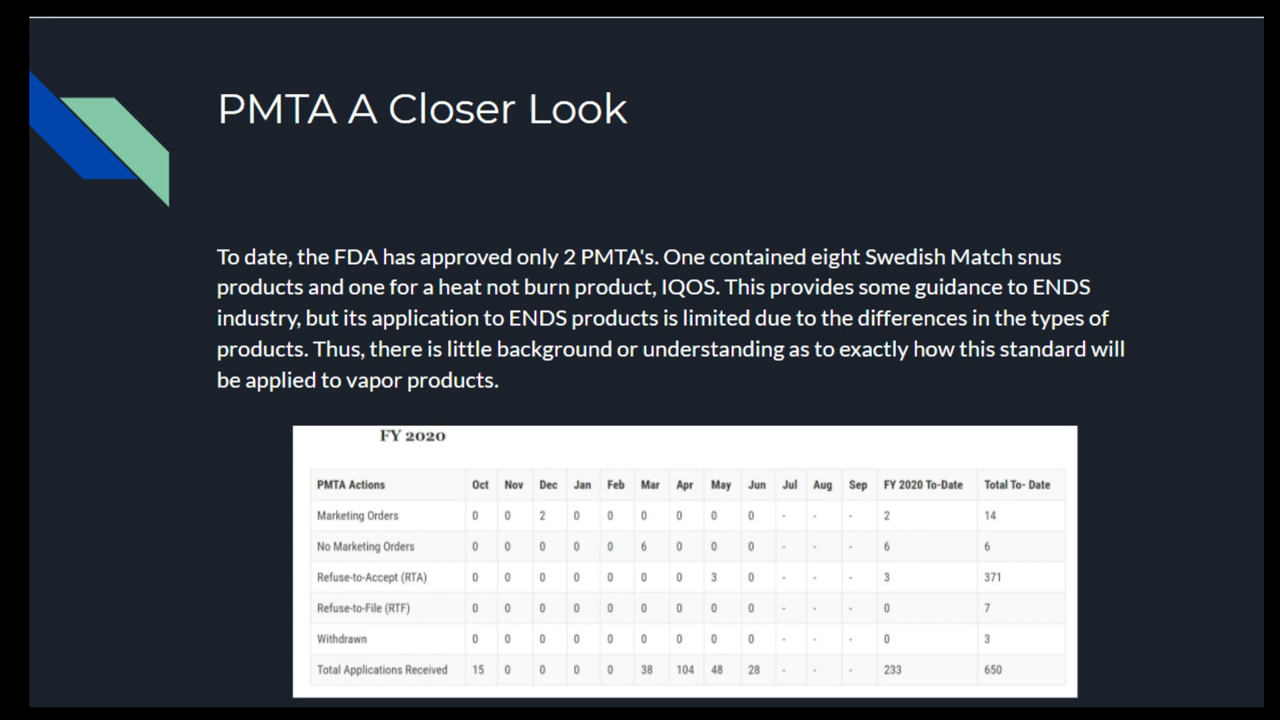 PMTA A Closer Look
To date, the FDA has approved only 2 PMTA's. One contained eight Swedish Match snus
products and one for a heat not burn product, IQOS. This provides some guidance to ENDS
industry, but its application to ENDS products is limited due to the differences in the types of
products. Thus, there is little background or understanding as to exactly how this standard will
be applied to vapor products.
FY 2020
PMTA Actions Oct Nov Dec Jan Feb Mar Apr May Jun Jul Aug Sep FY 2020 To-Date Total To- Date
Marketing Orders 0 0 2 0 0 0 0 0 0 - - - 2 14
No Marketing Orders 0 0 0 0 0 6 0 0 0 - - - 6 6
Refuse-to-Accept (RTA) 0 0 0 0 0 0 0 3 0 - - - 3 371
Refuse-to-File (RTF) 0 0 0 0 0 0 0 0 0 - - - 0 7
Withdrawn 0 0 0 0 0 0 0 0 0 - - - 0 3
Total Applications Received 15 0 0 0 0 38 104 48 28 - - - 233 650